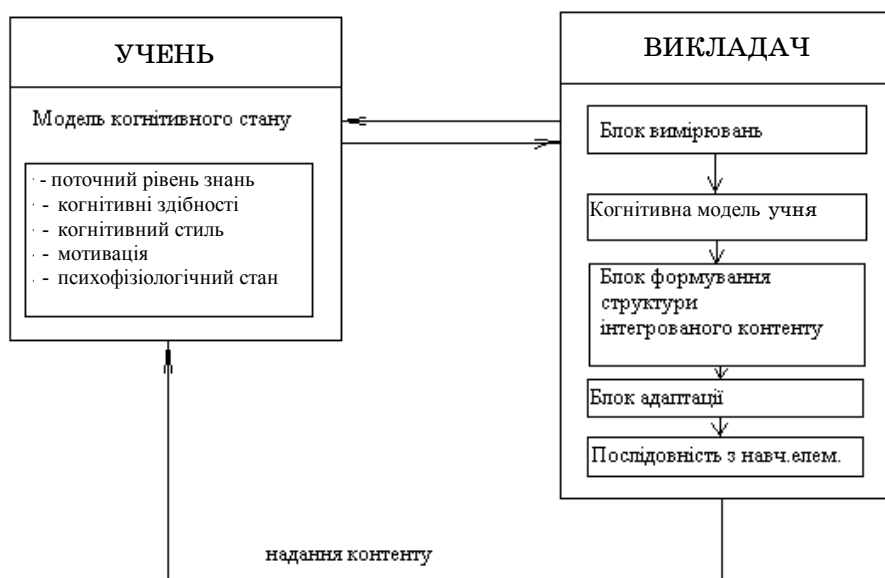 УЧЕНЬ
Модель когнітивного стану
- поточний рівень знань
- когнітивні здібності
- когнітивний стиль
- мотивація
- психофізіологічний стан
ВИКЛАДАЧ
Блок вимірювань
Когнітивна модель учня
Блок формування
структури
інтегрованого контенту
Блок адаптації
Послідовність з навч.елем.
надання контенту